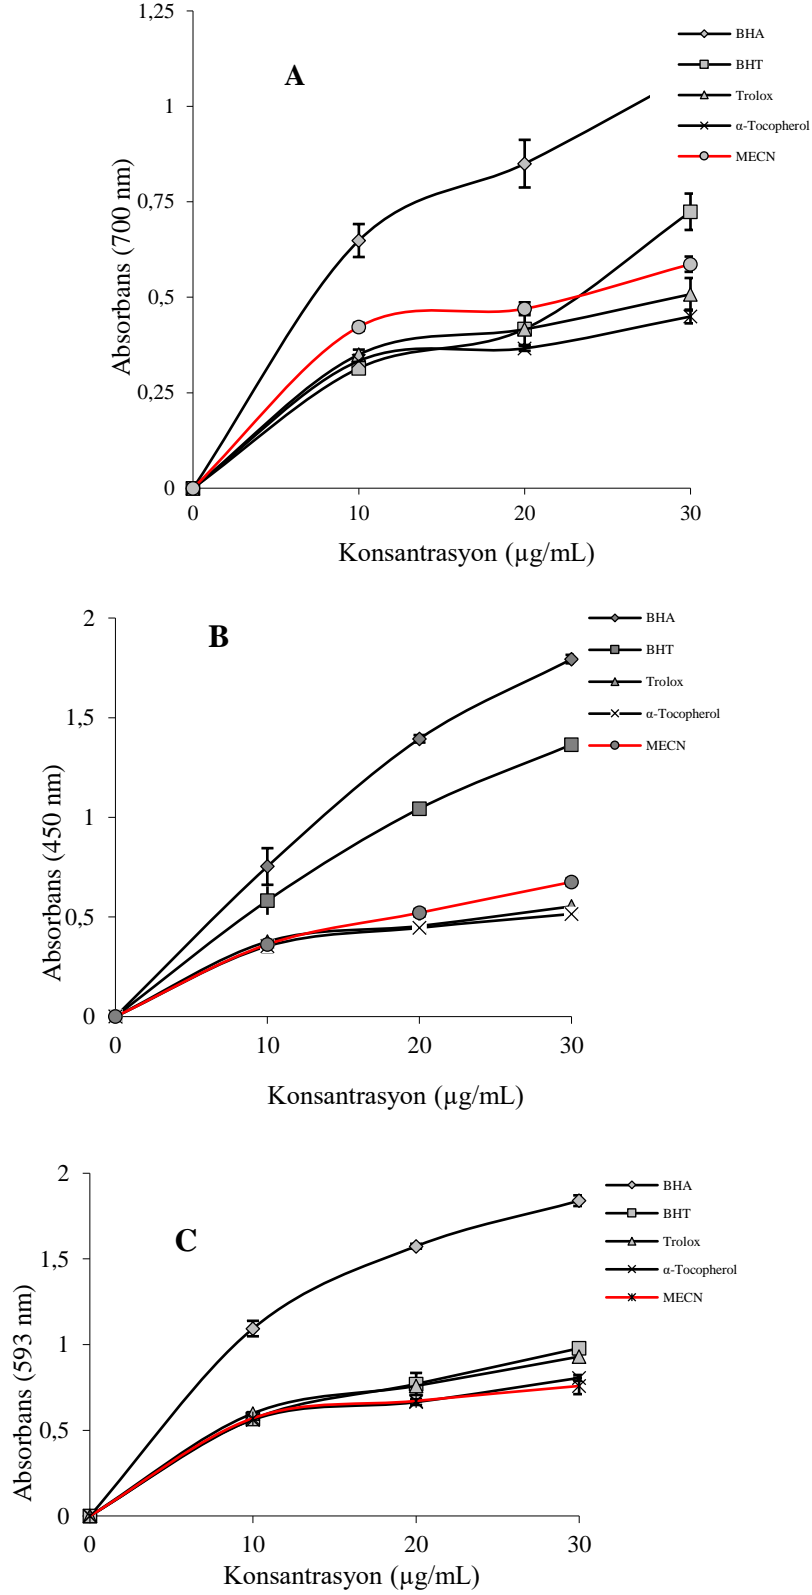 1,25
A
1
0,75
0,5
0,25
0
0
10
20
30
Absorbans (700 nm)
Konsantrasyon (µg/mL)
BHA
BHT
Trolox
α-Tocopherol
MECN
B
2
1,5
1
0,5
0
0
10
20
30
Absorbans (450 nm)
Konsantrasyon (µg/mL)
BHA
BHT
Trolox
α-Tocopherol
MECN
C
2
1,5
1
0,5
0
0
10
20
30
Absorbans (593 nm)
Konsantrasyon (µg/mL)
BHA
BHT
Trolox
α-Tocopherol
MECN